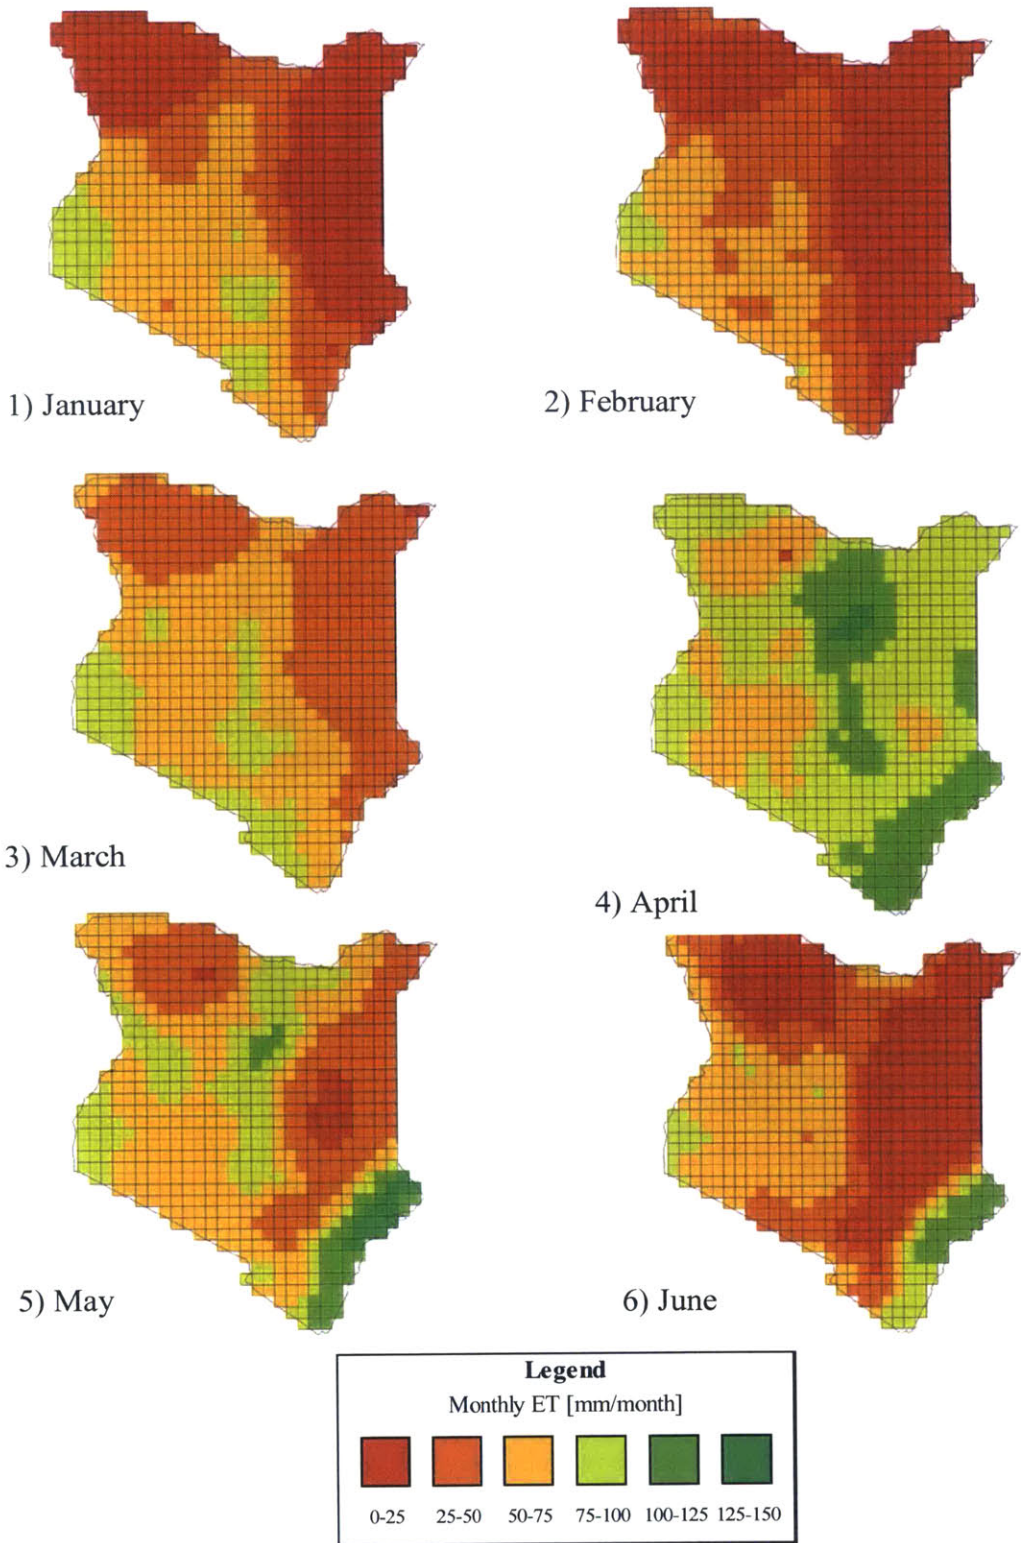 1) January
2) February
3) March
4) April
5) May
6) June
Legend
Monthly ET [mm/month]
0-25 25-50 50-75 75-100 100-125 125-150